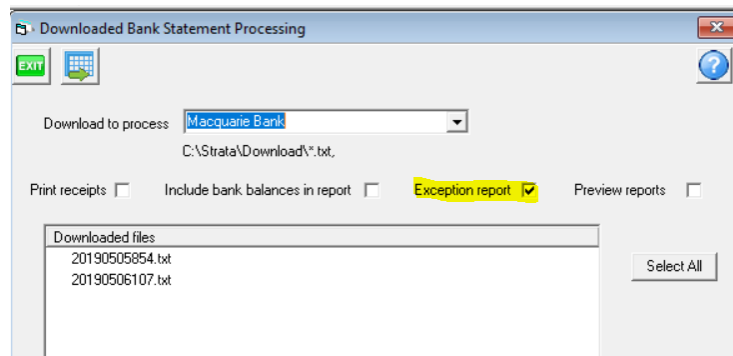 Downloaded Bank Statement Processing
EXIT
?
Download to process Macquarie Bank
C:\Strata\Download\*.txt,
Print receipts Include bank balances in report Exception report Preview reports
Downloaded files
20190505854.txt
20190506107.txt
Select All